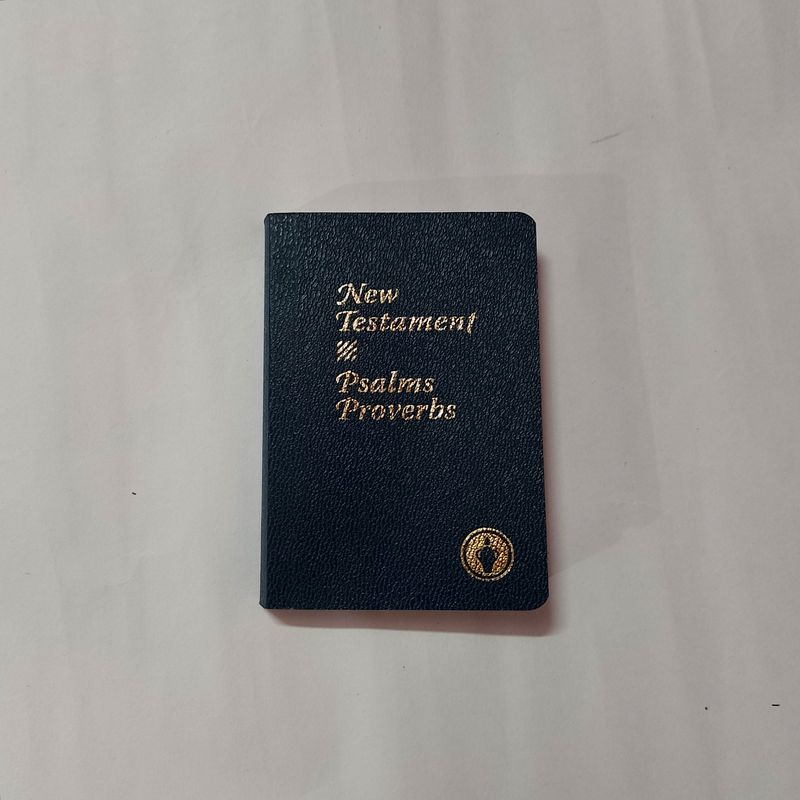 New
Testament
Psalms
Proverbs